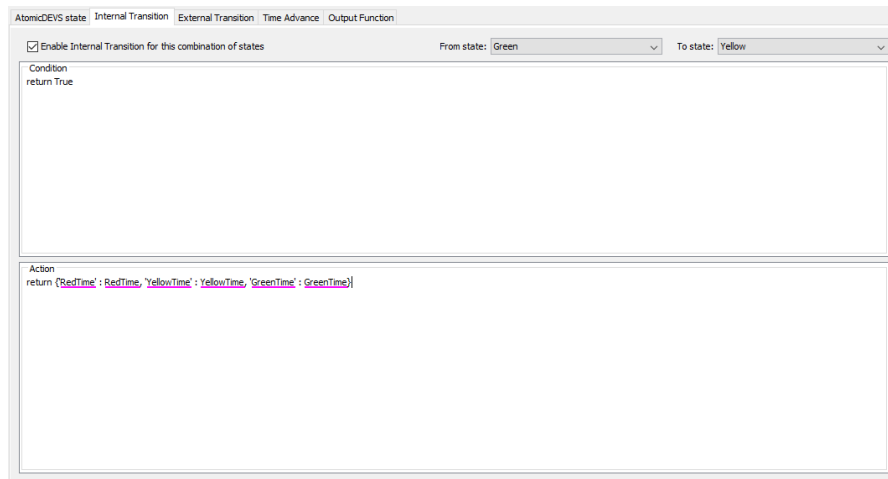 AtomicDEVS state Internal Transition External Transition Time Advance Output Function
Enable Internal Transition for this combination of states From state: Green To state: Yellow
Condition
return True
Action
return {'RedTime' : RedTime, 'YellowTime' : YellowTime, 'GreenTime' : GreenTime}